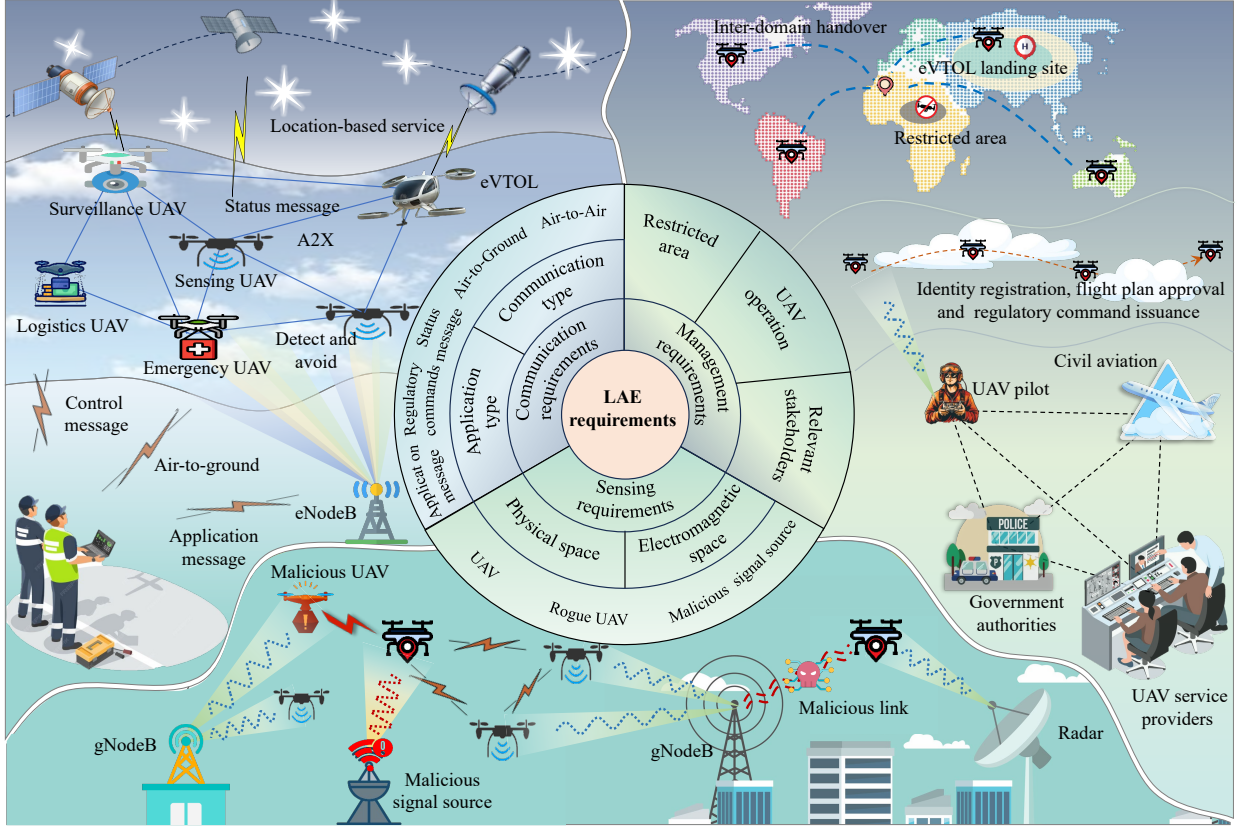 Inter-domain handover
eVTOL landing site
H
Restricted area
Location-based service
eVTOL
Surveillance UAV
Status message
A2X
Sensing UAV
Logistics UAV
Detect and
avoid
Emergency UAV
Control
message
Air-to-ground
eNodeB
Application
message
Identity registration, flight plan approval
and regulatory command issuance
Civil aviation
UAV pilot
POLICE
Government
authorities
UAV service
providers
LAE
requirements
Communication
requirements
Communication
type
Air-to-Air
Air-to-Ground
Application
type
Status
message
Regulatory
commands
Applicat on
message
Management
requirements
Restricted
area
UAV
operation
Relevant
stakeholders
Sensing
requirements
Physical space
UAV
Rogue UAV
Electromagnetic
space
Malicious signal source
Malicious UAV
gNodeB
Malicious
signal source
gNodeB
Malicious link
Radar